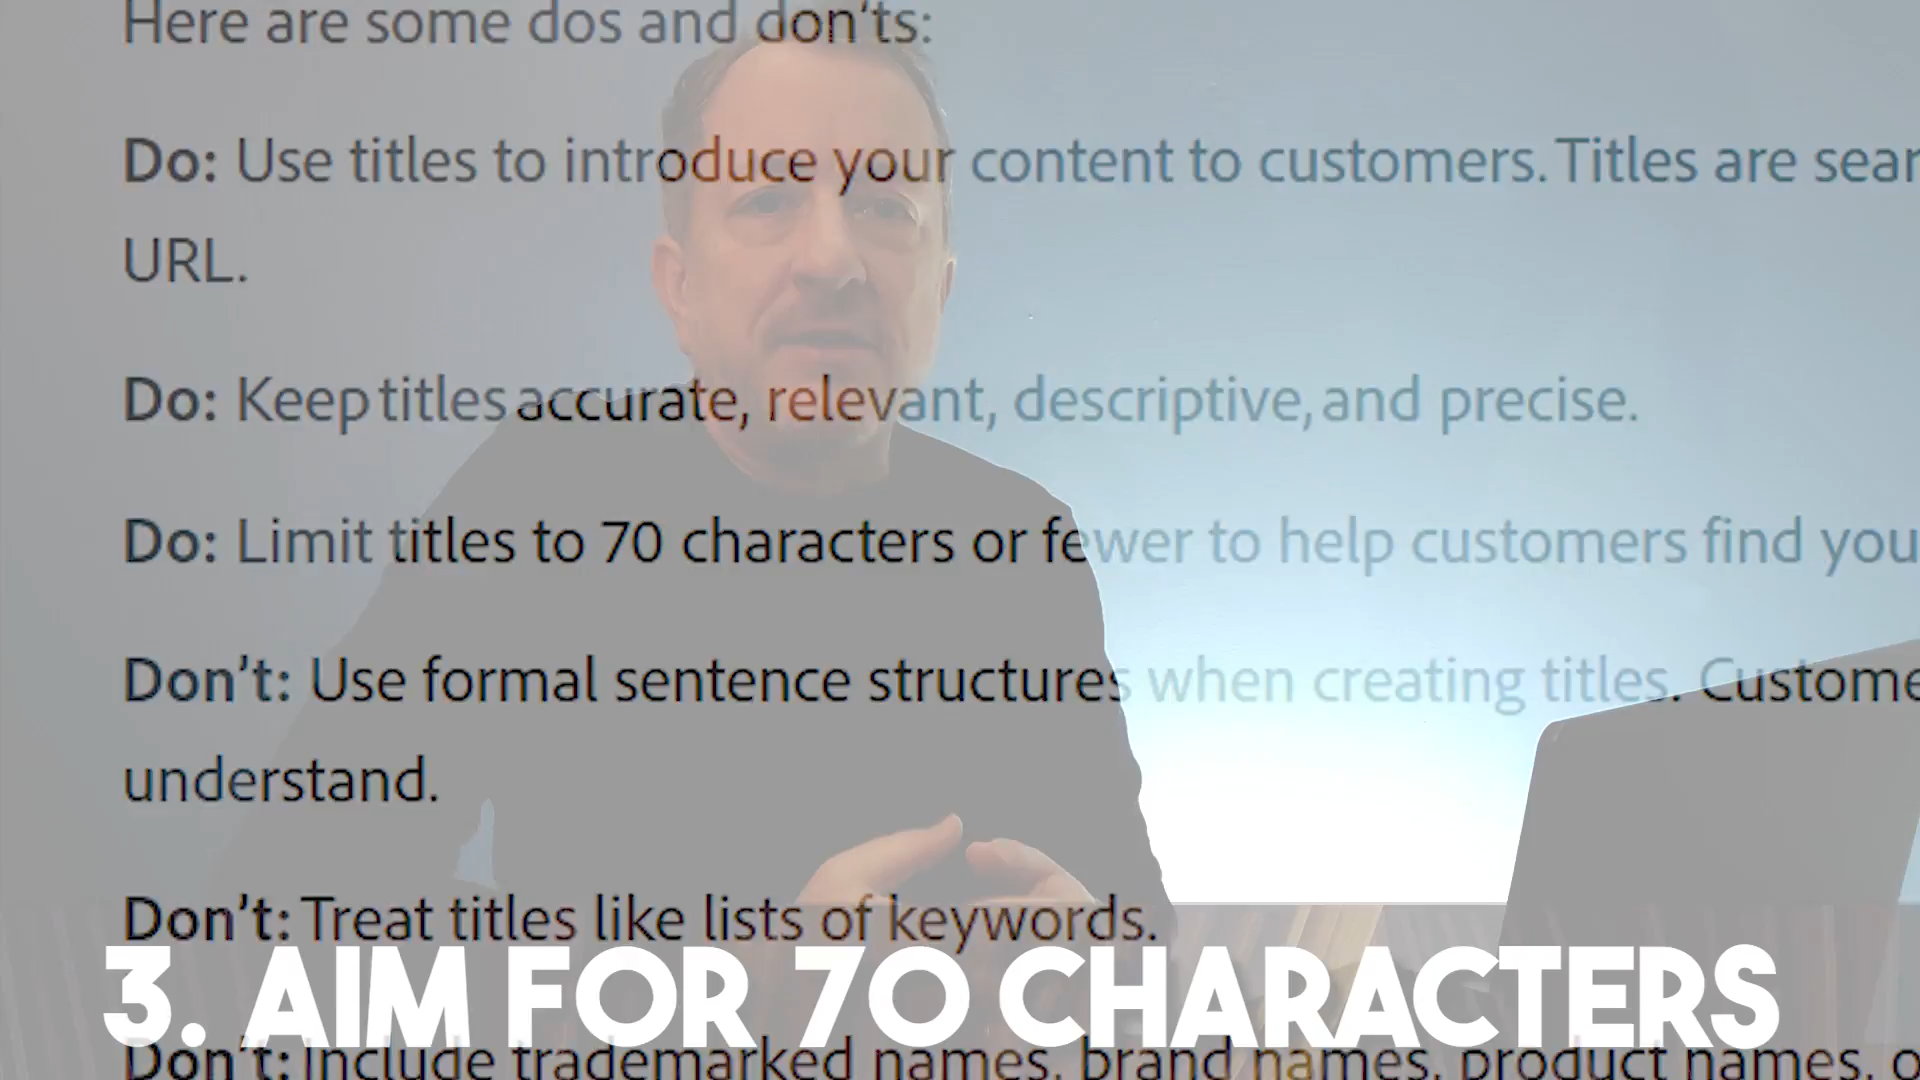 Here are some dos and don'ts:
Do: Use titles to introduce your content to customers. Titles are
URL.
Do: Keep titles accurate, relevant, descriptive, and precise.
Do: Limit titles to 70 characters or fewer to help customers find
Don't: Use formal sentence structures when creating titles.
understand.
Don't: Treat titles like lists of keywords.
3. AIM FOR 70 CHARACTERS
Don't: Include trademarked names, brand names, product names,